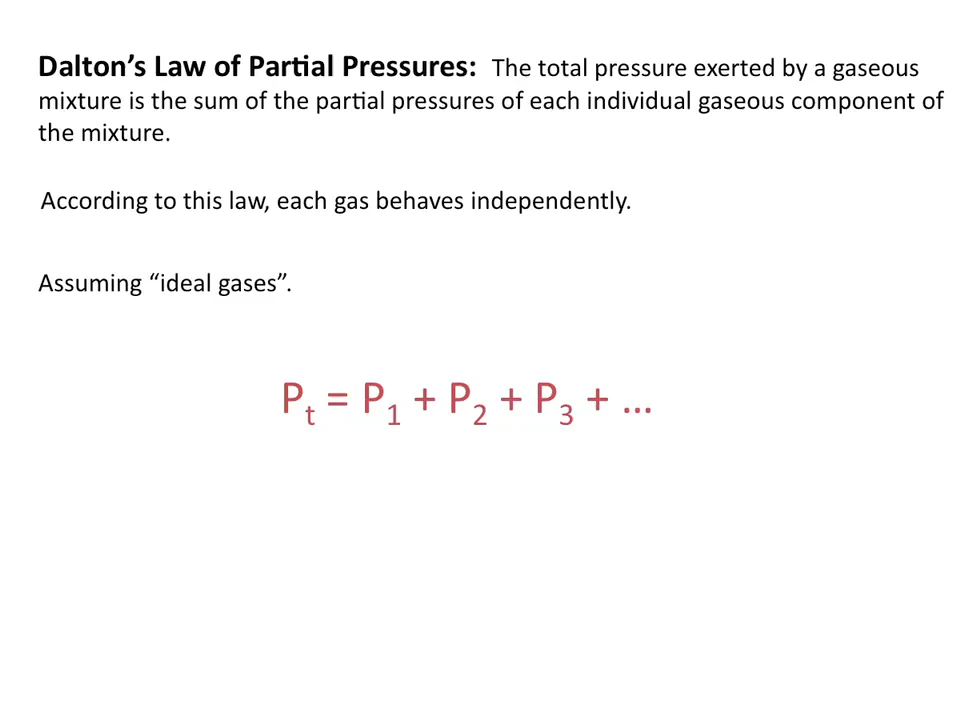 Dalton’s Law of Partial Pressures: The total pressure exerted by a gaseous
mixture is the sum of the partial pressures of each individual gaseous component of
the mixture.
According to this law, each gas behaves independently.
Assuming “ideal gases”.
Pₜ = P₁ + P₂ + P₃ + …